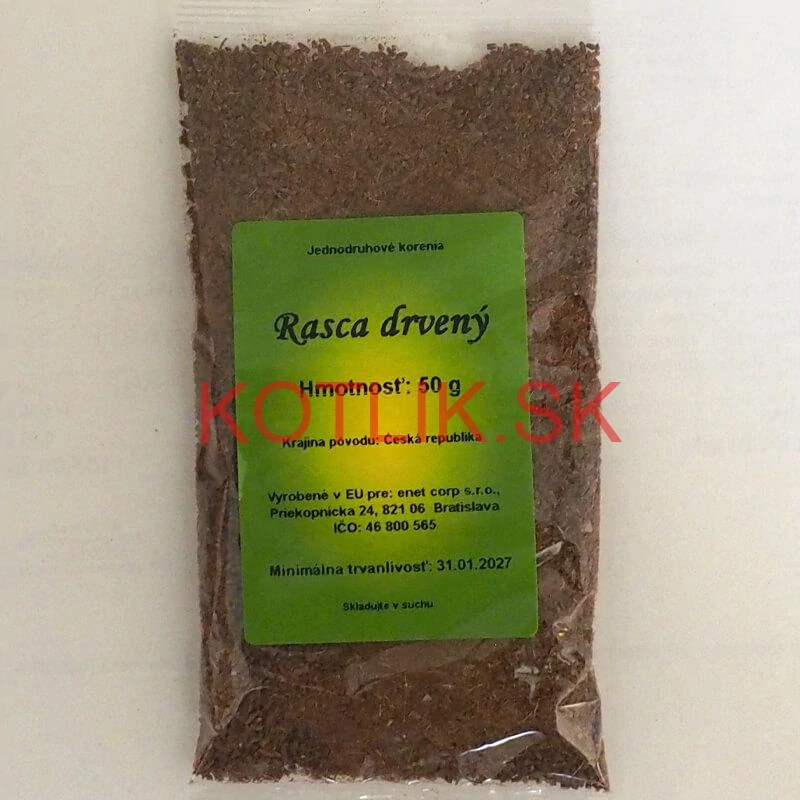 Jednodruhové korenia
Rasca drvený
Hmotnosť: 50 g
KOTLIK.SK
Krajina pôvodu: Česká republika
Vyrobené v EU pre: enet corp s.r.o.,
Priekopnícka 24, 821 06 Bratislava
IČO: 46 800 565
Minimálna trvanlivosť: 31.01.2027
Skladujte v suchu